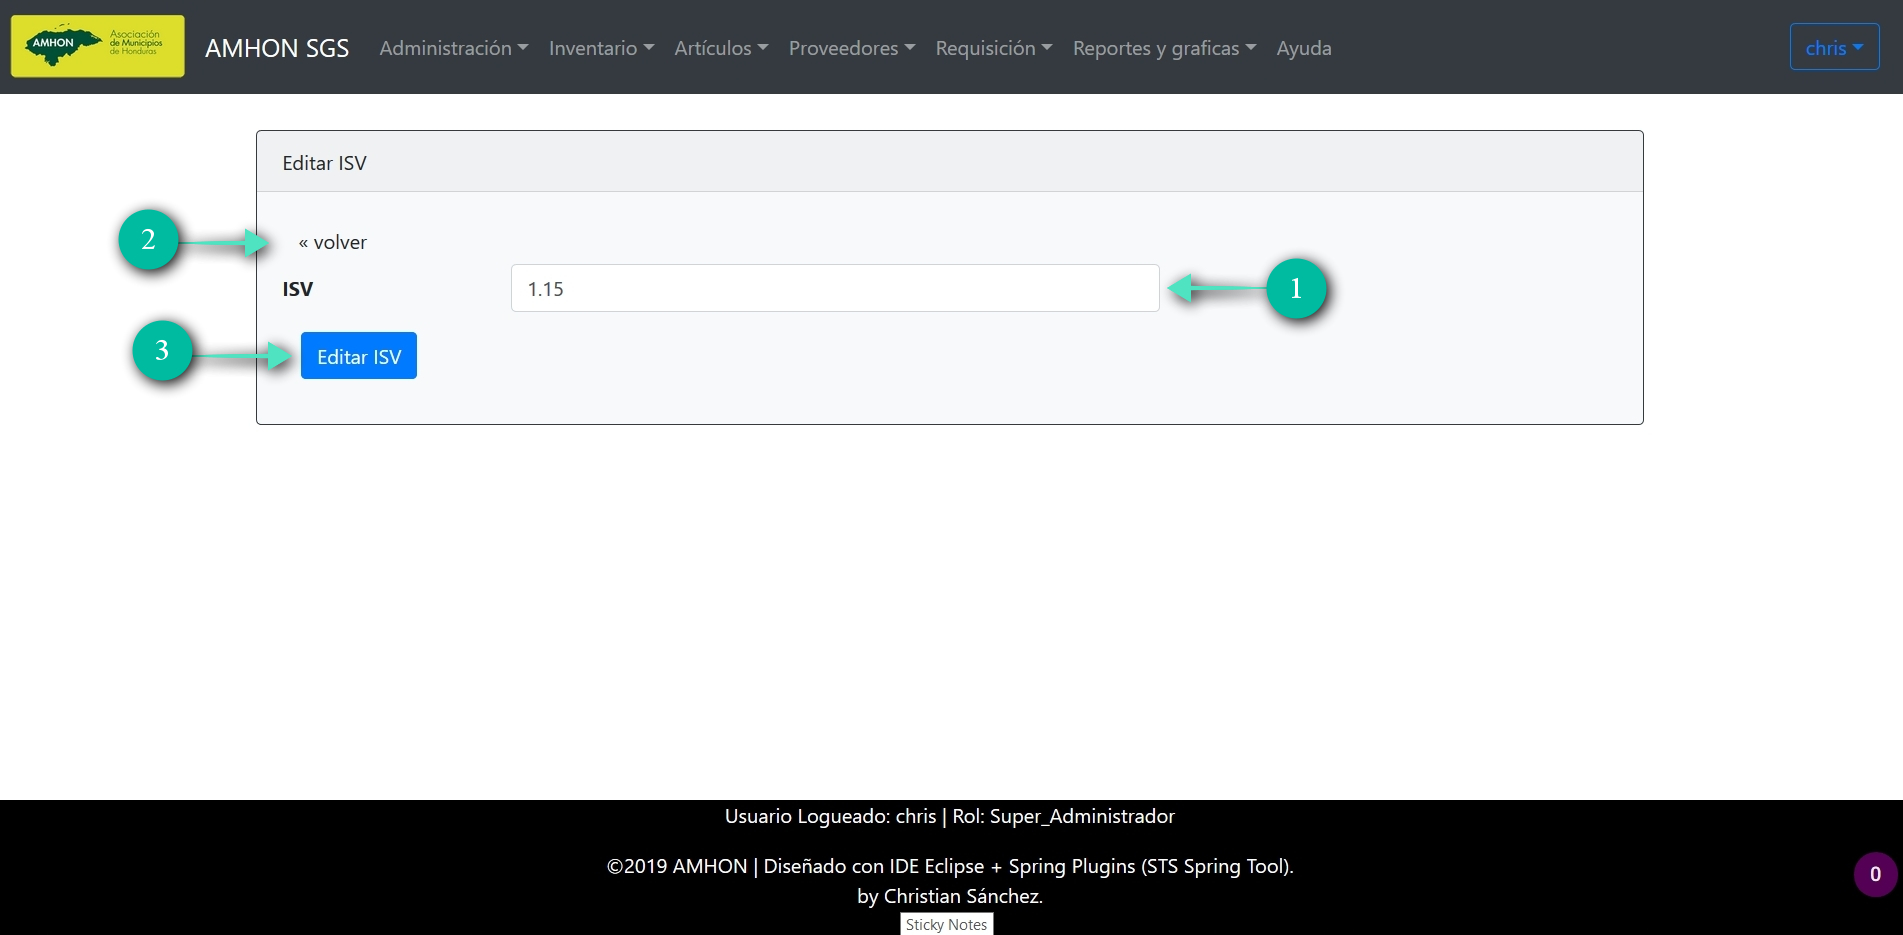 AMHON
Asociación
de Municipios
de Honduras
AMHON SGS Administración Inventario Artículos Proveedores Requisición Reportes y graficas Ayuda chris
Editar ISV
2 « volver
ISV 1.15 1
3 Editar ISV
Usuario Logueado: chris | Rol: Super_Administrador
©2019 AMHON | Diseñado con IDE Eclipse + Spring Plugins (STS Spring Tool).
0
by Christian Sánchez.
Sticky Notes